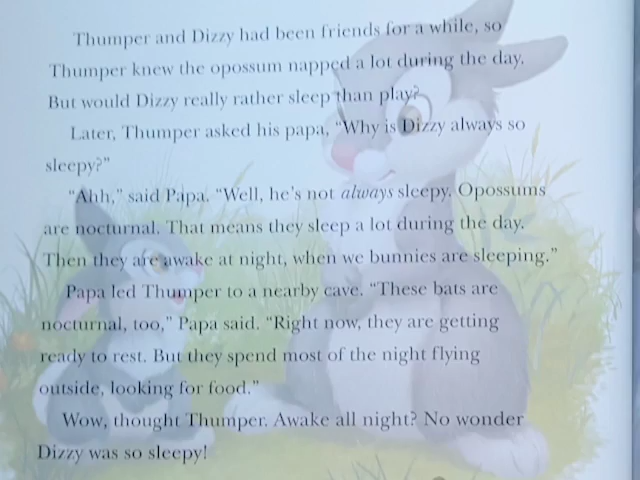 Thumper and Dizzy had been friends for a while, so
Thumper knew the opossum napped a lot during the day.
But would Dizzy really rather sleep than play?
Later, Thumper asked his papa, “Why is Dizzy always so
sleepy?”
“Ahh,” said Papa. “Well, he’s not always sleepy. Opossums
are nocturnal. That means they sleep a lot during the day.
Then they are awake at night, when we bunnies are sleeping.”
Papa led Thumper to a nearby cave. “These bats are
nocturnal, too,” Papa said. “Right now, they are getting
ready to rest. But they spend most of the night flying
outside, looking for food.”
Wow, thought Thumper. Awake all night? No wonder
Dizzy was so sleepy!